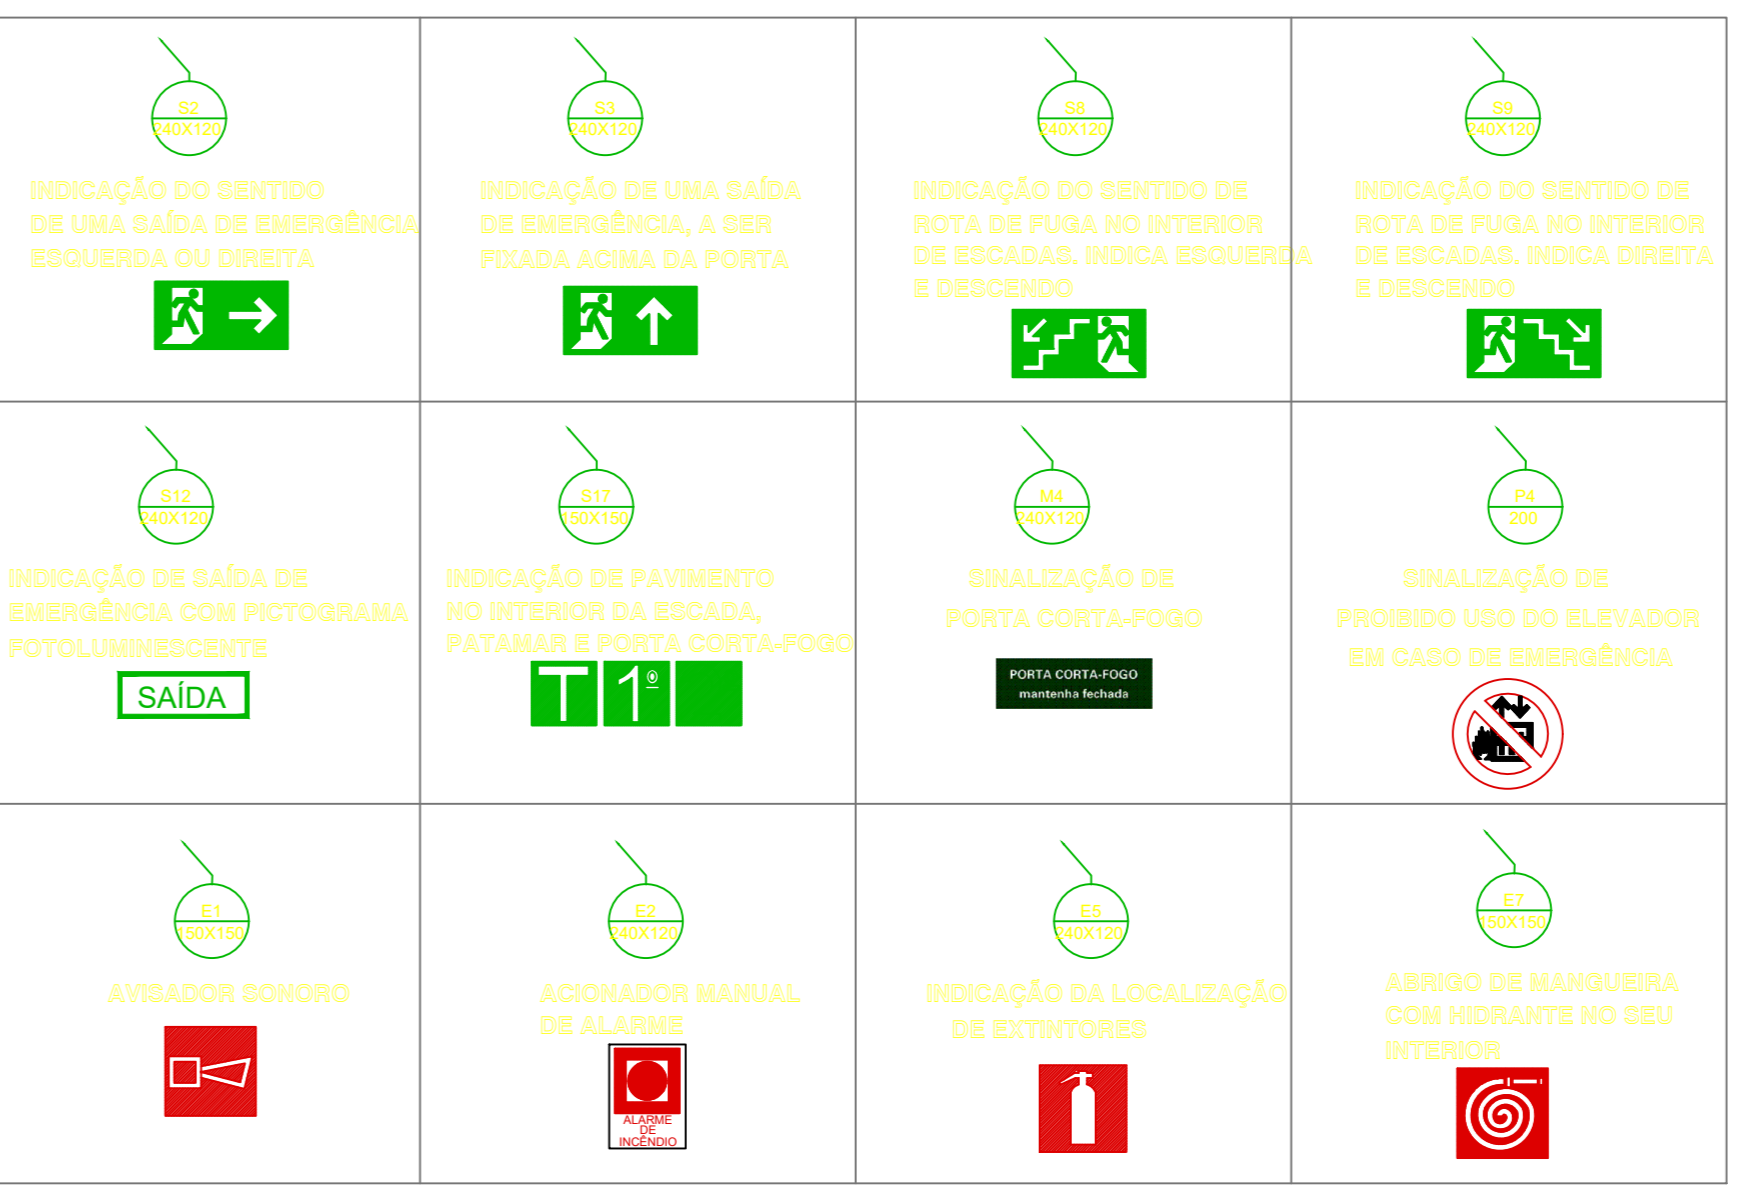 S2
240X120
INDICAÇÃO DO SENTIDO
DE UMA SAÍDA DE EMERGÊNCIA
ESQUERDA OU DIREITA
S3
240X120
INDICAÇÃO DE UMA SAÍDA
DE EMERGÊNCIA, A SER
FIXADA ACIMA DA PORTA
S8
240X120
INDICAÇÃO DO SENTIDO DE
ROTA DE FUGA NO INTERIOR
DE ESCADAS. INDICA ESQUERDA
E DESCENDO
S9
240X120
INDICAÇÃO DO SENTIDO DE
ROTA DE FUGA NO INTERIOR
DE ESCADAS. INDICA DIREITA
E DESCENDO
S12
240X120
INDICAÇÃO DE SAÍDA DE
EMERGÊNCIA COM PICTOGRAMA
FOTOLUMINESCENTE
SAÍDA
S17
150X150
INDICAÇÃO DE PAVIMENTO
NO INTERIOR DA ESCADA,
PATAMAR E PORTA CORTA-FOGO
T 1º
M4
240X120
SINALIZAÇÃO DE
PORTA CORTA-FOGO
PORTA CORTA-FOGO
mantenha fechada
P4
200
SINALIZAÇÃO DE
PROIBIDO USO DO ELEVADOR
EM CASO DE EMERGÊNCIA
E1
150X150
AVISADOR SONORO
E2
240X120
ACIONADOR MANUAL
DE ALARME
ALARME
DE
INCÊNDIO
E5
240X120
INDICAÇÃO DA LOCALIZAÇÃO
DE EXTINTORES
E7
150X150
ABRIGO DE MANGUEIRA
COM HIDRANTE NO SEU
INTERIOR